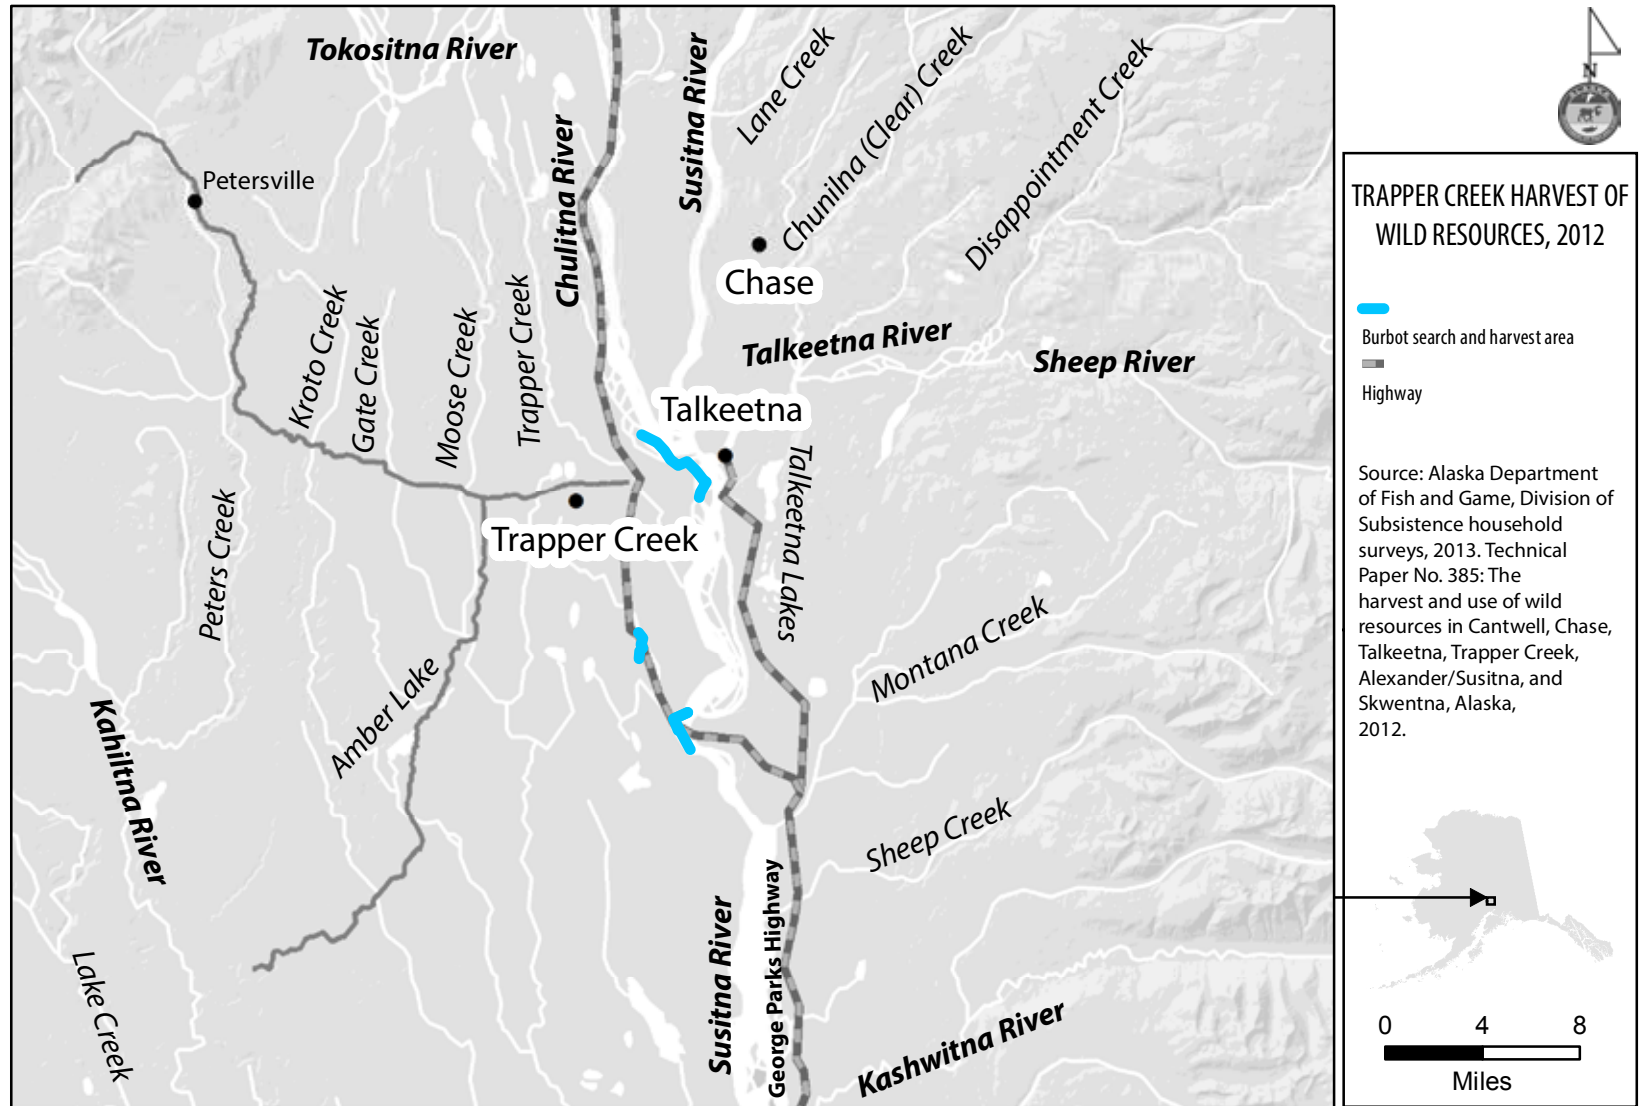 Tokositna River
Susitna River
Lane Creek
Chunilna (Clear) Creek
Disappointment Creek
Petersville
Chulitna River
Chase
Kroto Creek
Gate Creek
Moose Creek
Trapper Creek
Talkeetna River
Sheep River
Talkeetna
Talkeetna Lakes
Trapper Creek
Peters Creek
Montana Creek
Amber Lake
Kahiltna River
Sheep Creek
Lake Creek
Susitna River
George Parks Highway
Kashwitna River
N
ALASKA
TRAPPER CREEK HARVEST OF
WILD RESOURCES, 2012
Burbot search and harvest area
Highway
Source: Alaska Department
of Fish and Game, Division of
Subsistence household
surveys, 2013. Technical
Paper No. 385: The
harvest and use of wild
resources in Cantwell, Chase,
Talkeetna, Trapper Creek,
Alexander/Susitna, and
Skwentna, Alaska,
2012.
0 4 8
Miles